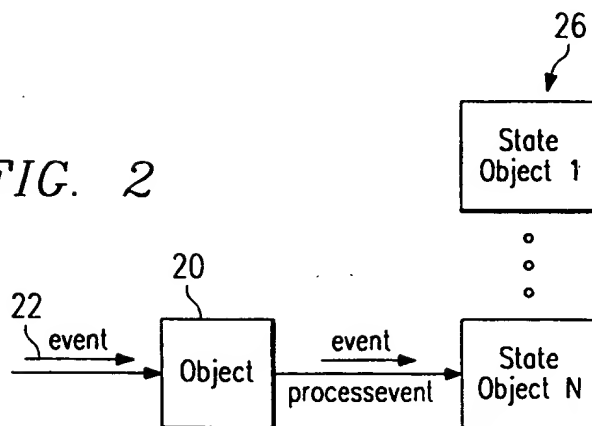 26
State
Object 1
FIG. 2
20
22
event
Object
event
processevent
State
Object N